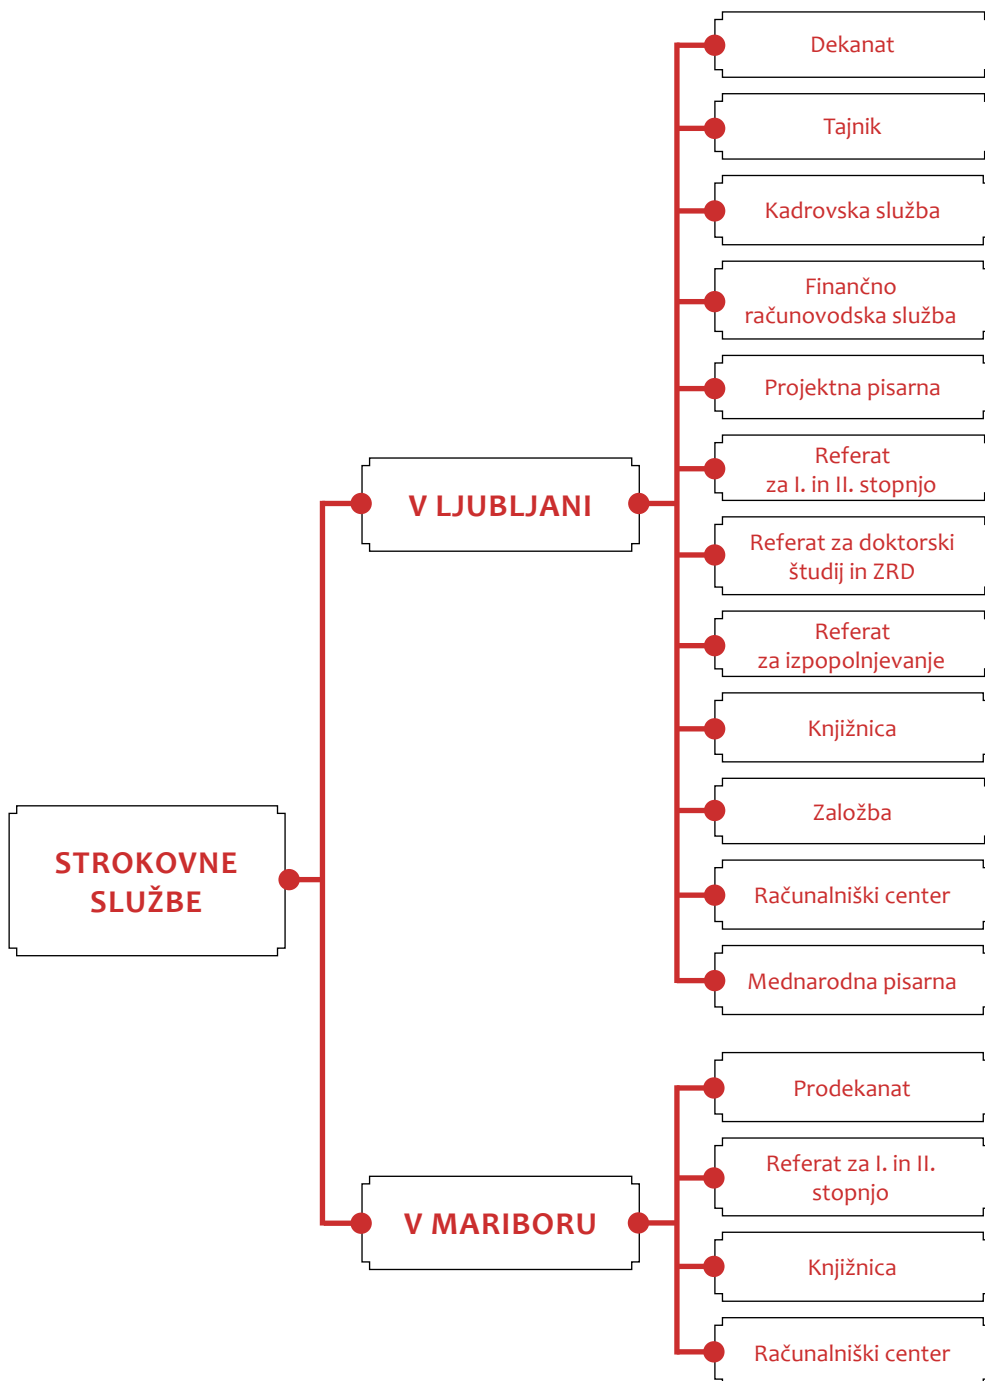 STROKOVNE
SLUŽBE
V LJUBLJANI
Dekanat
Tajnik
Kadrovska služba
Finančno
računovodska služba
Projektna pisarna
Referat
za I. in II. stopnjo
Referat za doktorski
študij in ZRD
Referat
za izpopolnjevanje
Knjižnica
Založba
Računalniški center
Mednarodna pisarna
V MARIBORU
Prodekanat
Referat za I. in II.
stopnjo
Knjižnica
Računalniški center